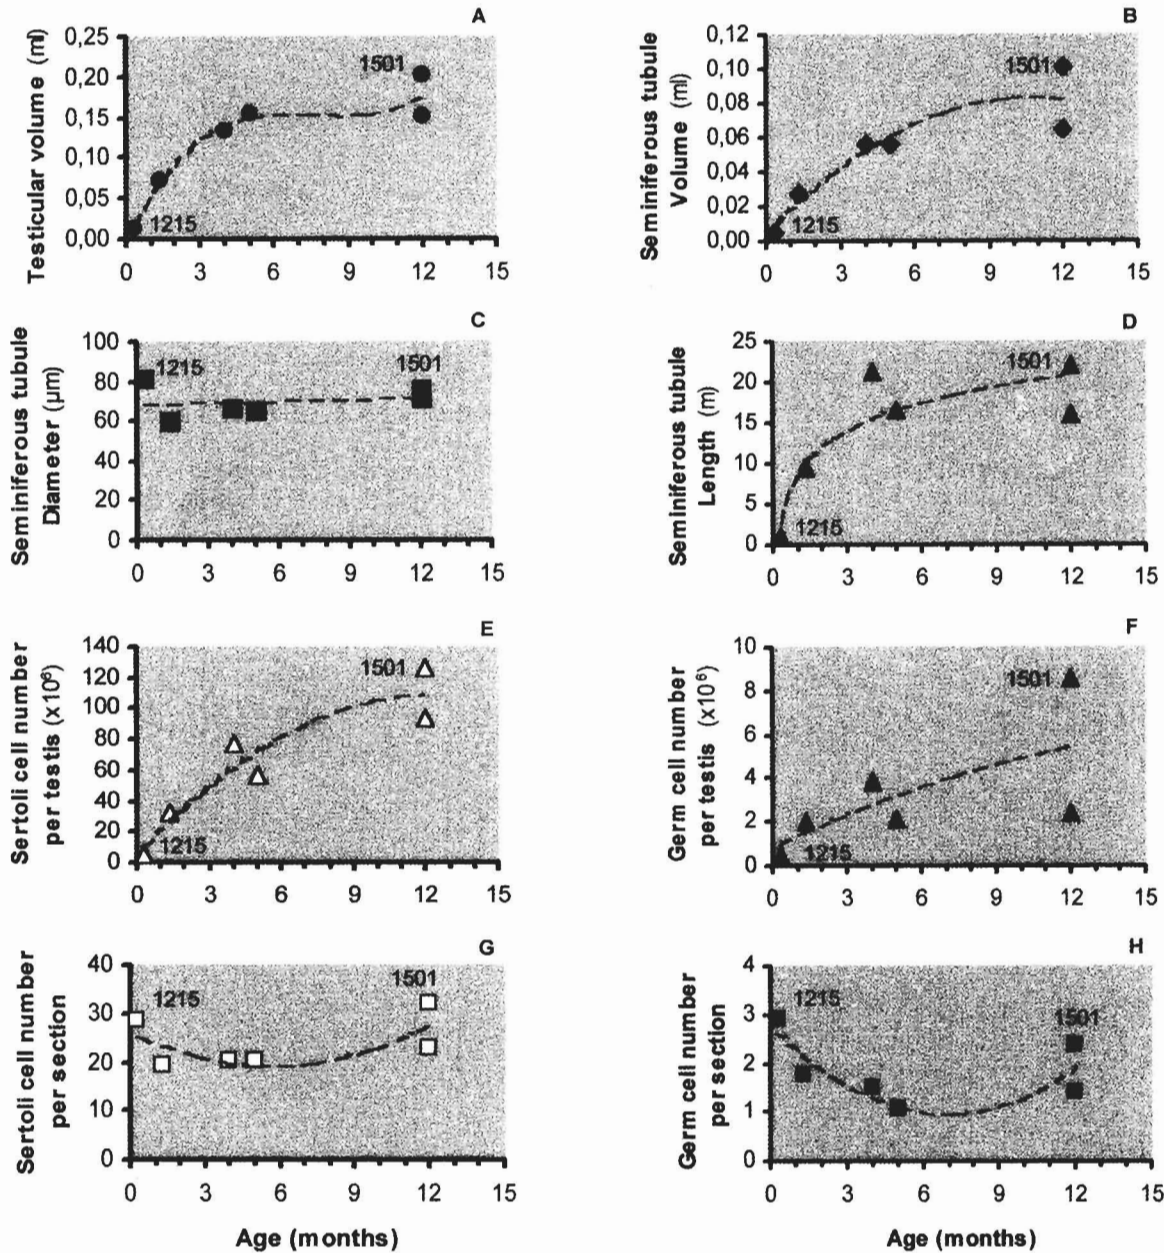 A
Testicular volume (ml)
0,25
0,20
0,15
0,10
0,05
0,00
1501
1215
0 3 6 9 12 15
B
Seminiferous tubule
Volume (ml)
0,12
0,10
0,08
0,06
0,04
0,02
0,00
1501
1215
0 3 6 9 12 15
C
Seminiferous tubule
Diameter (µm)
100
80
60
40
20
0
1215
1501
0 3 6 9 12 15
D
Seminiferous tubule
Length (m)
25
20
15
10
5
0
1501
1215
0 3 6 9 12 15
E
Sertoli cell number
per testis (x10⁶)
140
120
100
80
60
40
20
0
1501
1215
0 3 6 9 12 15
F
Germ cell number
per testis (x10⁶)
10
8
6
4
2
0
1501
1215
0 3 6 9 12 15
G
Sertoli cell number
per section
40
30
20
10
0
1215
1501
0 3 6 9 12 15
Age (months)
H
Germ cell number
per section
4
3
2
1
0
1215
1501
0 3 6 9 12 15
Age (months)